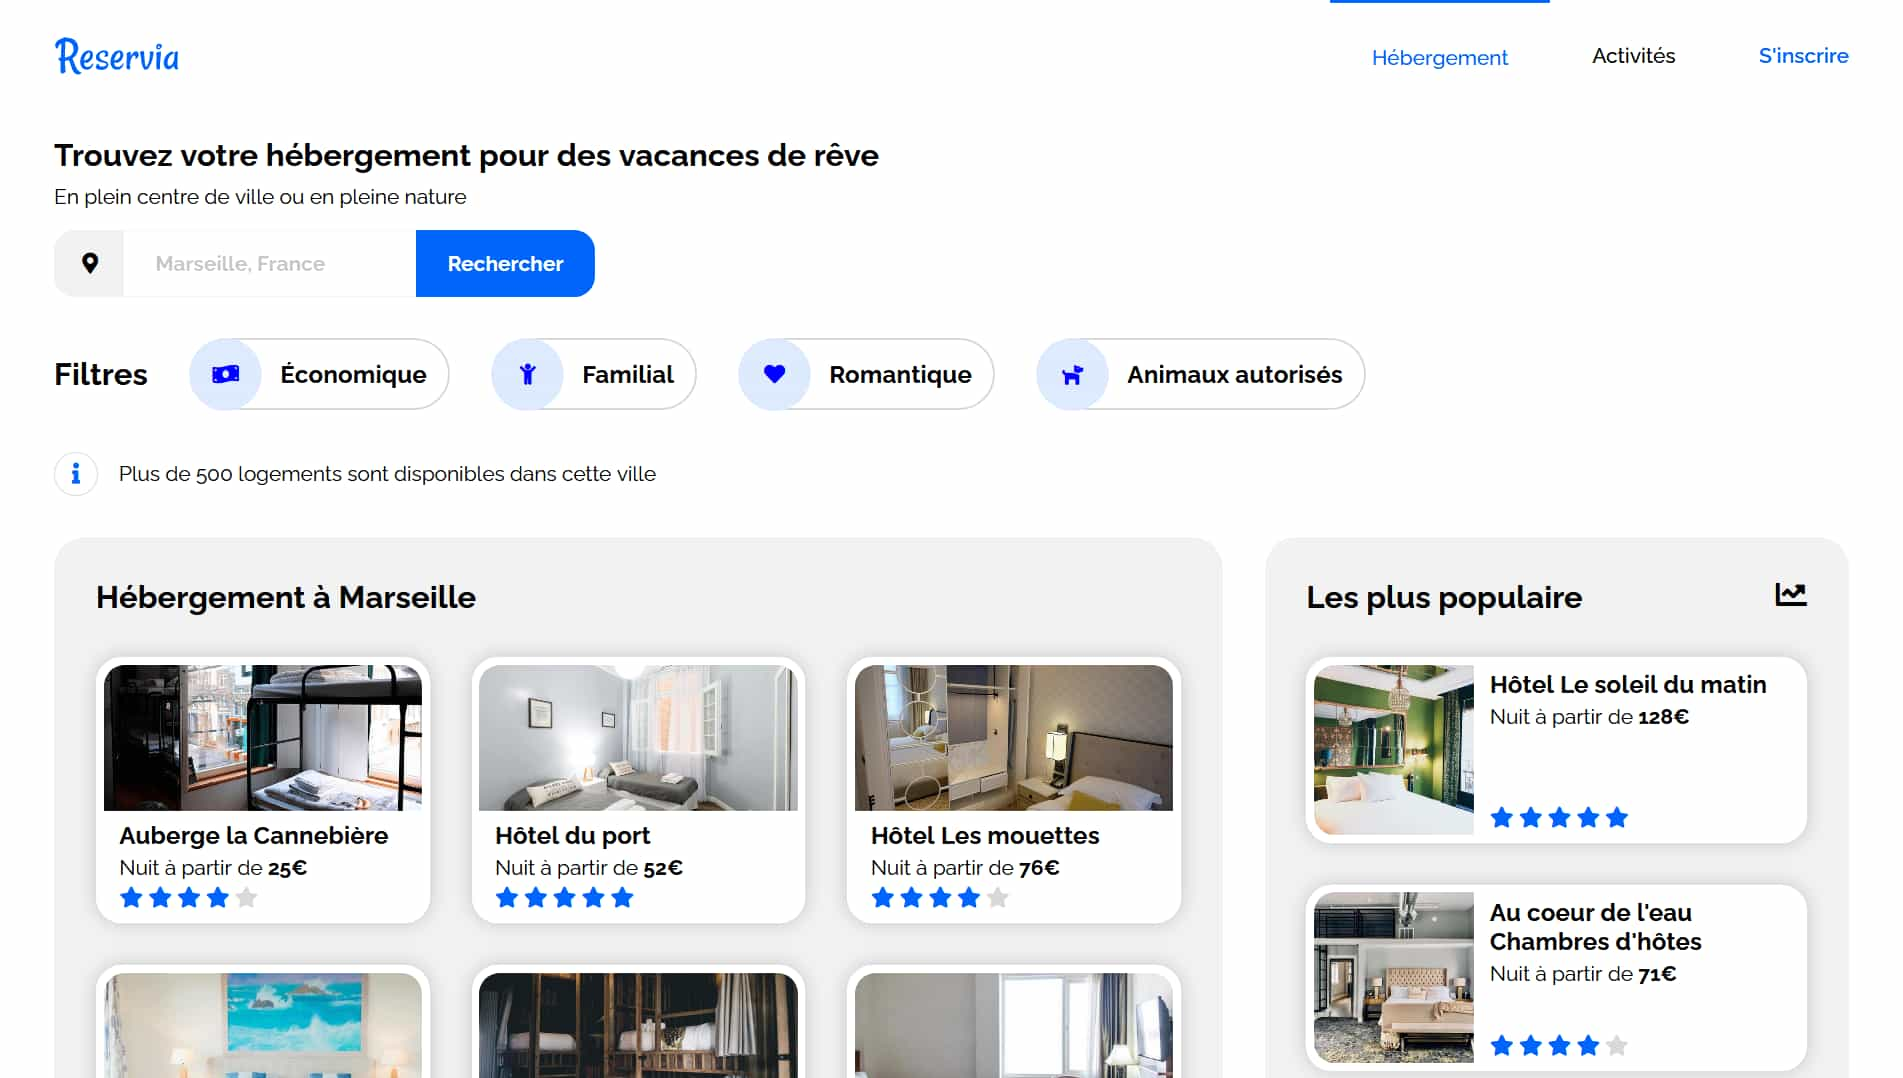 Reservia
Hébergement
Activités
S'inscrire
Trouvez votre hébergement pour des vacances de rêve
En plein centre de ville ou en pleine nature
Marseille, France
Rechercher
Filtres
Économique
Familial
Romantique
Animaux autorisés
Plus de 500 logements sont disponibles dans cette ville
Hébergement à Marseille
Auberge la Cannebière
Nuit à partir de 25€
Hôtel du port
Nuit à partir de 52€
Hôtel Les mouettes
Nuit à partir de 76€
Les plus populaire
Hôtel Le soleil du matin
Nuit à partir de 128€
Au coeur de l'eau
Chambres d'hôtes
Nuit à partir de 71€